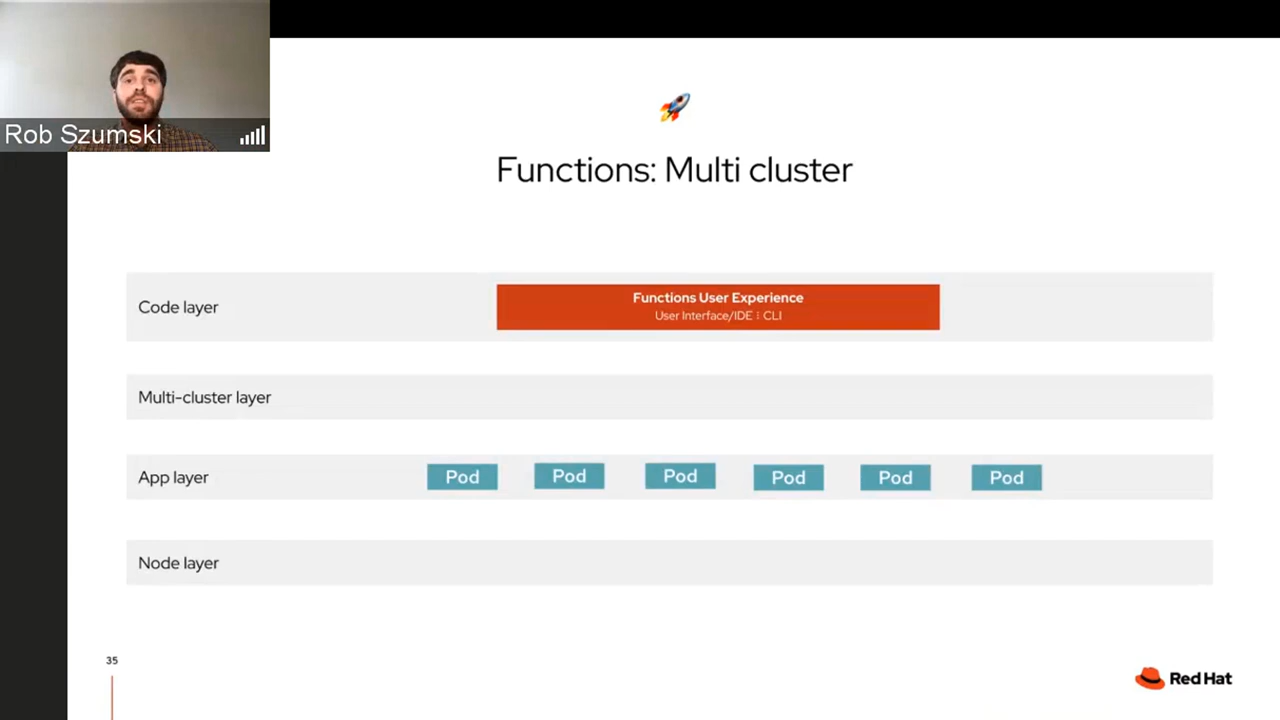 Rob Szumski
Functions: Multi cluster
Code layer
Functions User Experience
User Interface/IDE ⁝ CLI
Multi-cluster layer
App layer
Pod
Pod
Pod
Pod
Pod
Pod
Node layer
35
Red Hat